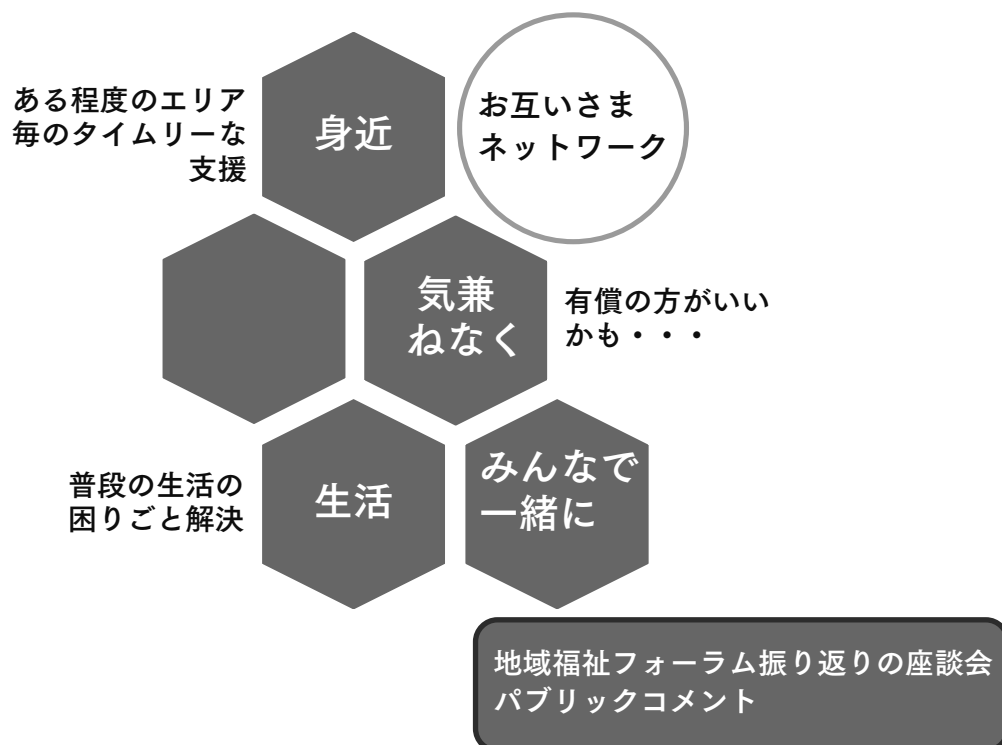 ある程度のエリア
毎のタイムリーな
支援
身近
お互いさま
ネットワーク
気兼
ねなく
有償の方がいい
かも・・・
普段の生活の
困りごと解決
生活
みんなで
一緒に
地域福祉フォーラム振り返りの座談会
パブリックコメント